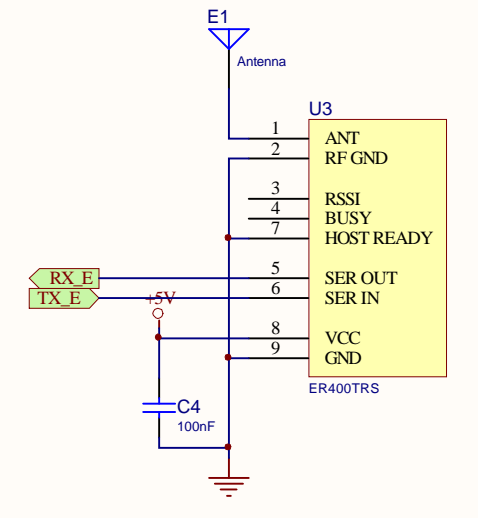 E1
Antenna
U3
1 ANT
2 RF GND
3 RSSI
4 BUSY
7 HOST READY
RX_E 5 SER OUT
TX_E 6 SER IN
+5V
8 VCC
9 GND
ER400TRS
C4
100nF